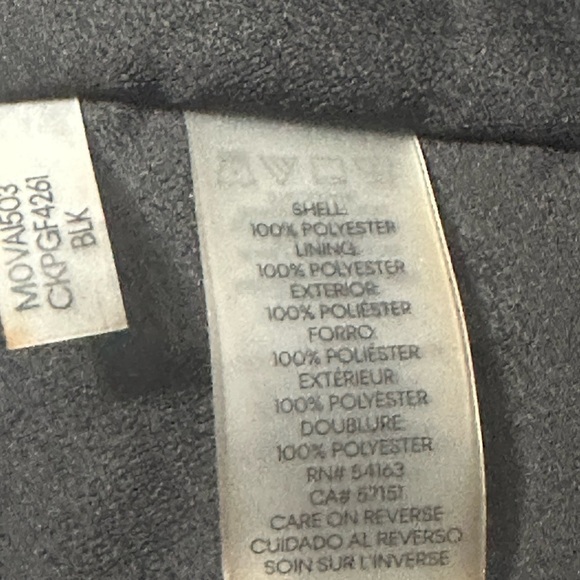 MOVA1503
CKPGF4261
BLK
SHELL:
100% POLYESTER
LINING:
100% POLYESTER
EXTERIOR:
100% POLIÉSTER
FORRO:
100% POLIÉSTER
EXTÉRIEUR:
100% POLYESTER
DOUBLURE:
100% POLYESTER
RN# 54163
CA# 57151
CARE ON REVERSE
CUIDADO AL REVERSO
SOIN SUR L'INVERSE